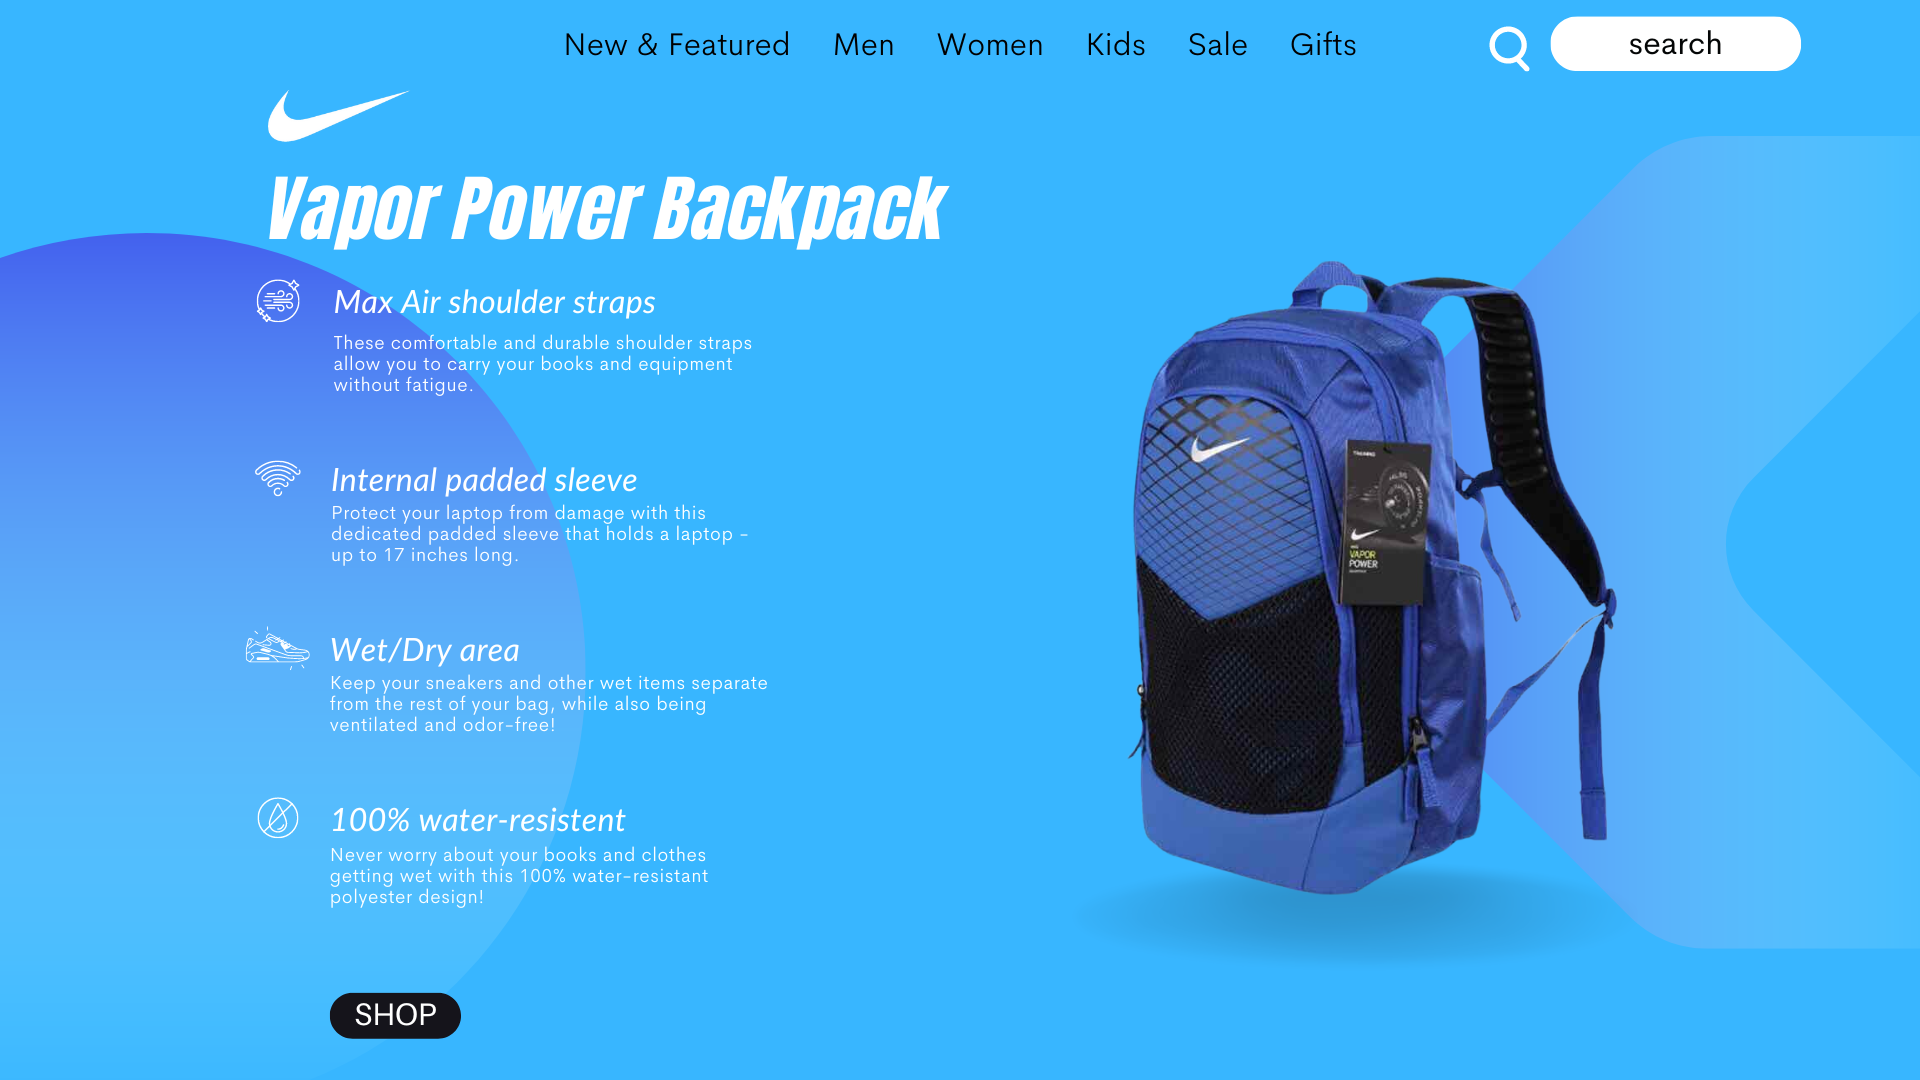 New & Featured Men Women Kids Sale Gifts search
Vapor Power Backpack
Max Air shoulder straps
These comfortable and durable shoulder straps
allow you to carry your books and equipment
without fatigue.
Internal padded sleeve
Protect your laptop from damage with this
dedicated padded sleeve that holds a laptop -
up to 17 inches long.
Wet/Dry area
Keep your sneakers and other wet items separate
from the rest of your bag, while also being
ventilated and odor-free!
100% water-resistent
Never worry about your books and clothes
getting wet with this 100% water-resistant
polyester design!
SHOP
TRAINING
VAPOR
POWER